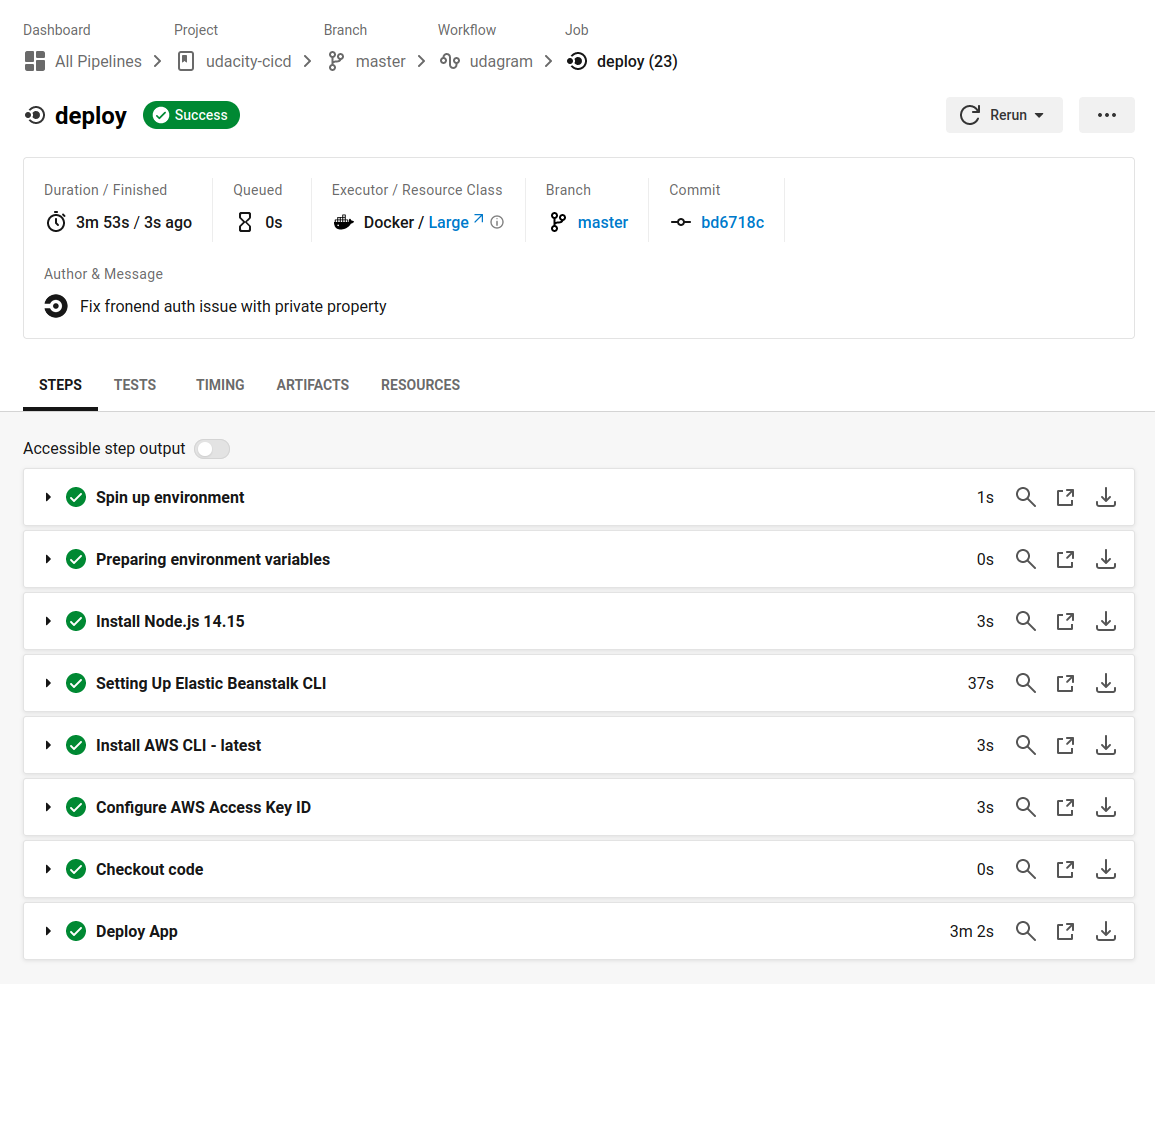 Dashboard Project Branch Workflow Job
All Pipelines udacity-cicd master udagram deploy (23)
deploy Success Rerun
Duration / Finished Queued Executor / Resource Class Branch Commit
3m 53s / 3s ago 0s Docker / Large master bd6718c
Author & Message
Fix fronend auth issue with private property
STEPS TESTS TIMING ARTIFACTS RESOURCES
Accessible step output
Spin up environment 1s
Preparing environment variables 0s
Install Node.js 14.15 3s
Setting Up Elastic Beanstalk CLI 37s
Install AWS CLI - latest 3s
Configure AWS Access Key ID 3s
Checkout code 0s
Deploy App 3m 2s